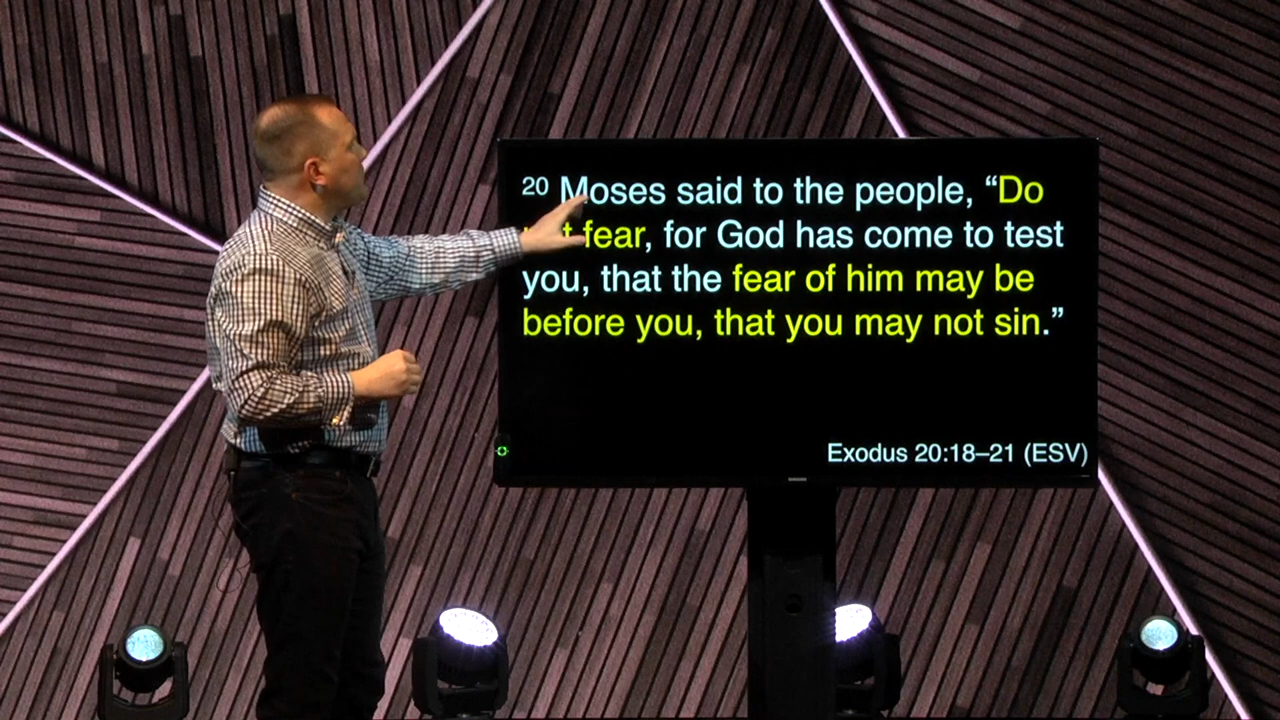 20 Moses said to the people, “Do
fear, for God has come to test
you, that the fear of him may be
before you, that you may not sin.”
Exodus 20:18–21 (ESV)